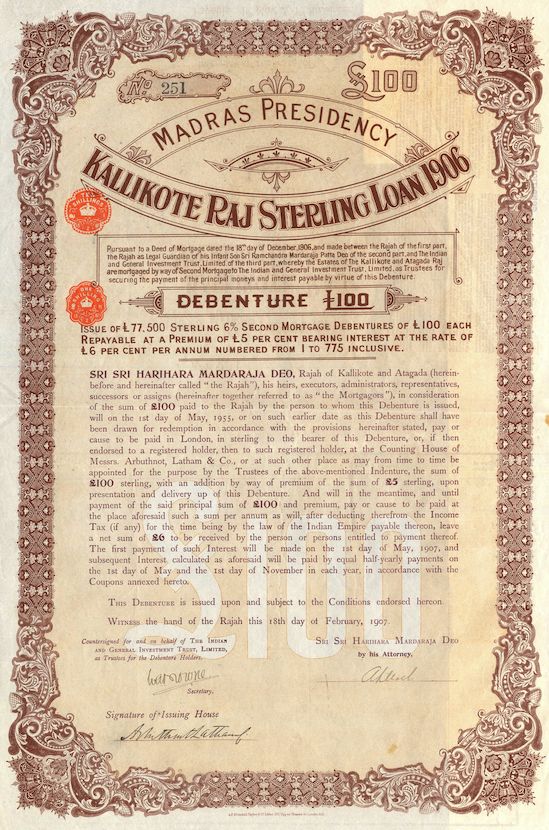 No. 251
£100
MADRAS PRESIDENCY
KALLIKOTE RAJ STERLING LOAN 1906
Pursuant to a Deed of Mortgage dated the 18th day of December, 1906, and made between the Rajah of the first part,
the Rajah as Legal Guardian of his Infant Son Sri Ramchandra Mardaraja Patta Deo of the second part, and The Indian
and General Investment Trust, Limited, of the third part, whereby the Estates of The Kallikote and Atagada Raj
are mortgaged by way of Second Mortgage to The Indian and General Investment Trust, Limited, as Trustees for
securing the payment of the principal moneys and interest payable by virtue of this Debenture.
DEBENTURE £100
ISSUE OF £77,500 STERLING 6% SECOND MORTGAGE DEBENTURES OF £100 EACH
REPAYABLE AT A PREMIUM OF £5 PER CENT BEARING INTEREST AT THE RATE OF
£6 PER CENT PER ANNUM NUMBERED FROM 1 TO 775 INCLUSIVE.
SRI SRI HARIHARA MARDARAJA DEO, Rajah of Kallikote and Atagada (herein-
before and hereinafter called "the Rajah"), his heirs, executors, administrators, representatives,
successors or assigns (hereinafter together referred to as "the Mortgagors"), in consideration
of the sum of £100 paid to the Rajah by the person to whom this Debenture is issued,
will on the 1st day of May, 1955, or on such earlier date as this Debenture shall have
been drawn for redemption in accordance with the provisions hereinafter stated, pay or
cause to be paid in London, in sterling to the bearer of this Debenture, or, if then
endorsed to a registered holder, then to such registered holder, at the Counting House of
Messrs. Arbuthnot, Latham & Co., or at such other place as may from time to time be
appointed for the purpose by the Trustees of the above-mentioned Indenture, the sum of
£100 sterling, with an addition by way of premium of the sum of £5 sterling, upon
presentation and delivery up of this Debenture. And will in the meantime, and until
payment of the said principal sum of £100 and premium, pay or cause to be paid at
the place aforesaid such a sum per annum as will, after deducting therefrom the Income
Tax (if any) for the time being by the law of the Indian Empire payable thereon, leave
a net sum of £6 to be received by the person or persons entitled to payment thereof.
The first payment of such Interest will be made on the 1st day of May, 1907, and
subsequent Interest, calculated as aforesaid will be paid by equal half-yearly payments on
the 1st day of May and the 1st day of November in each year, in accordance with the
Coupons annexed hereto.
THIS DEBENTURE is issued upon and subject to the Conditions endorsed hereon.
WITNESS the hand of the Rajah this 18th day of February, 1907.
Countersigned for and on behalf of THE INDIAN
AND GENERAL INVESTMENT TRUST, LIMITED,
as Trustees for the Debenture Holders.
SRI SRI HARIHARA MARDARAJA DEO
by his Attorney,
Secretary.
Signature of Issuing House
Arbuthnot Latham & Co
£100